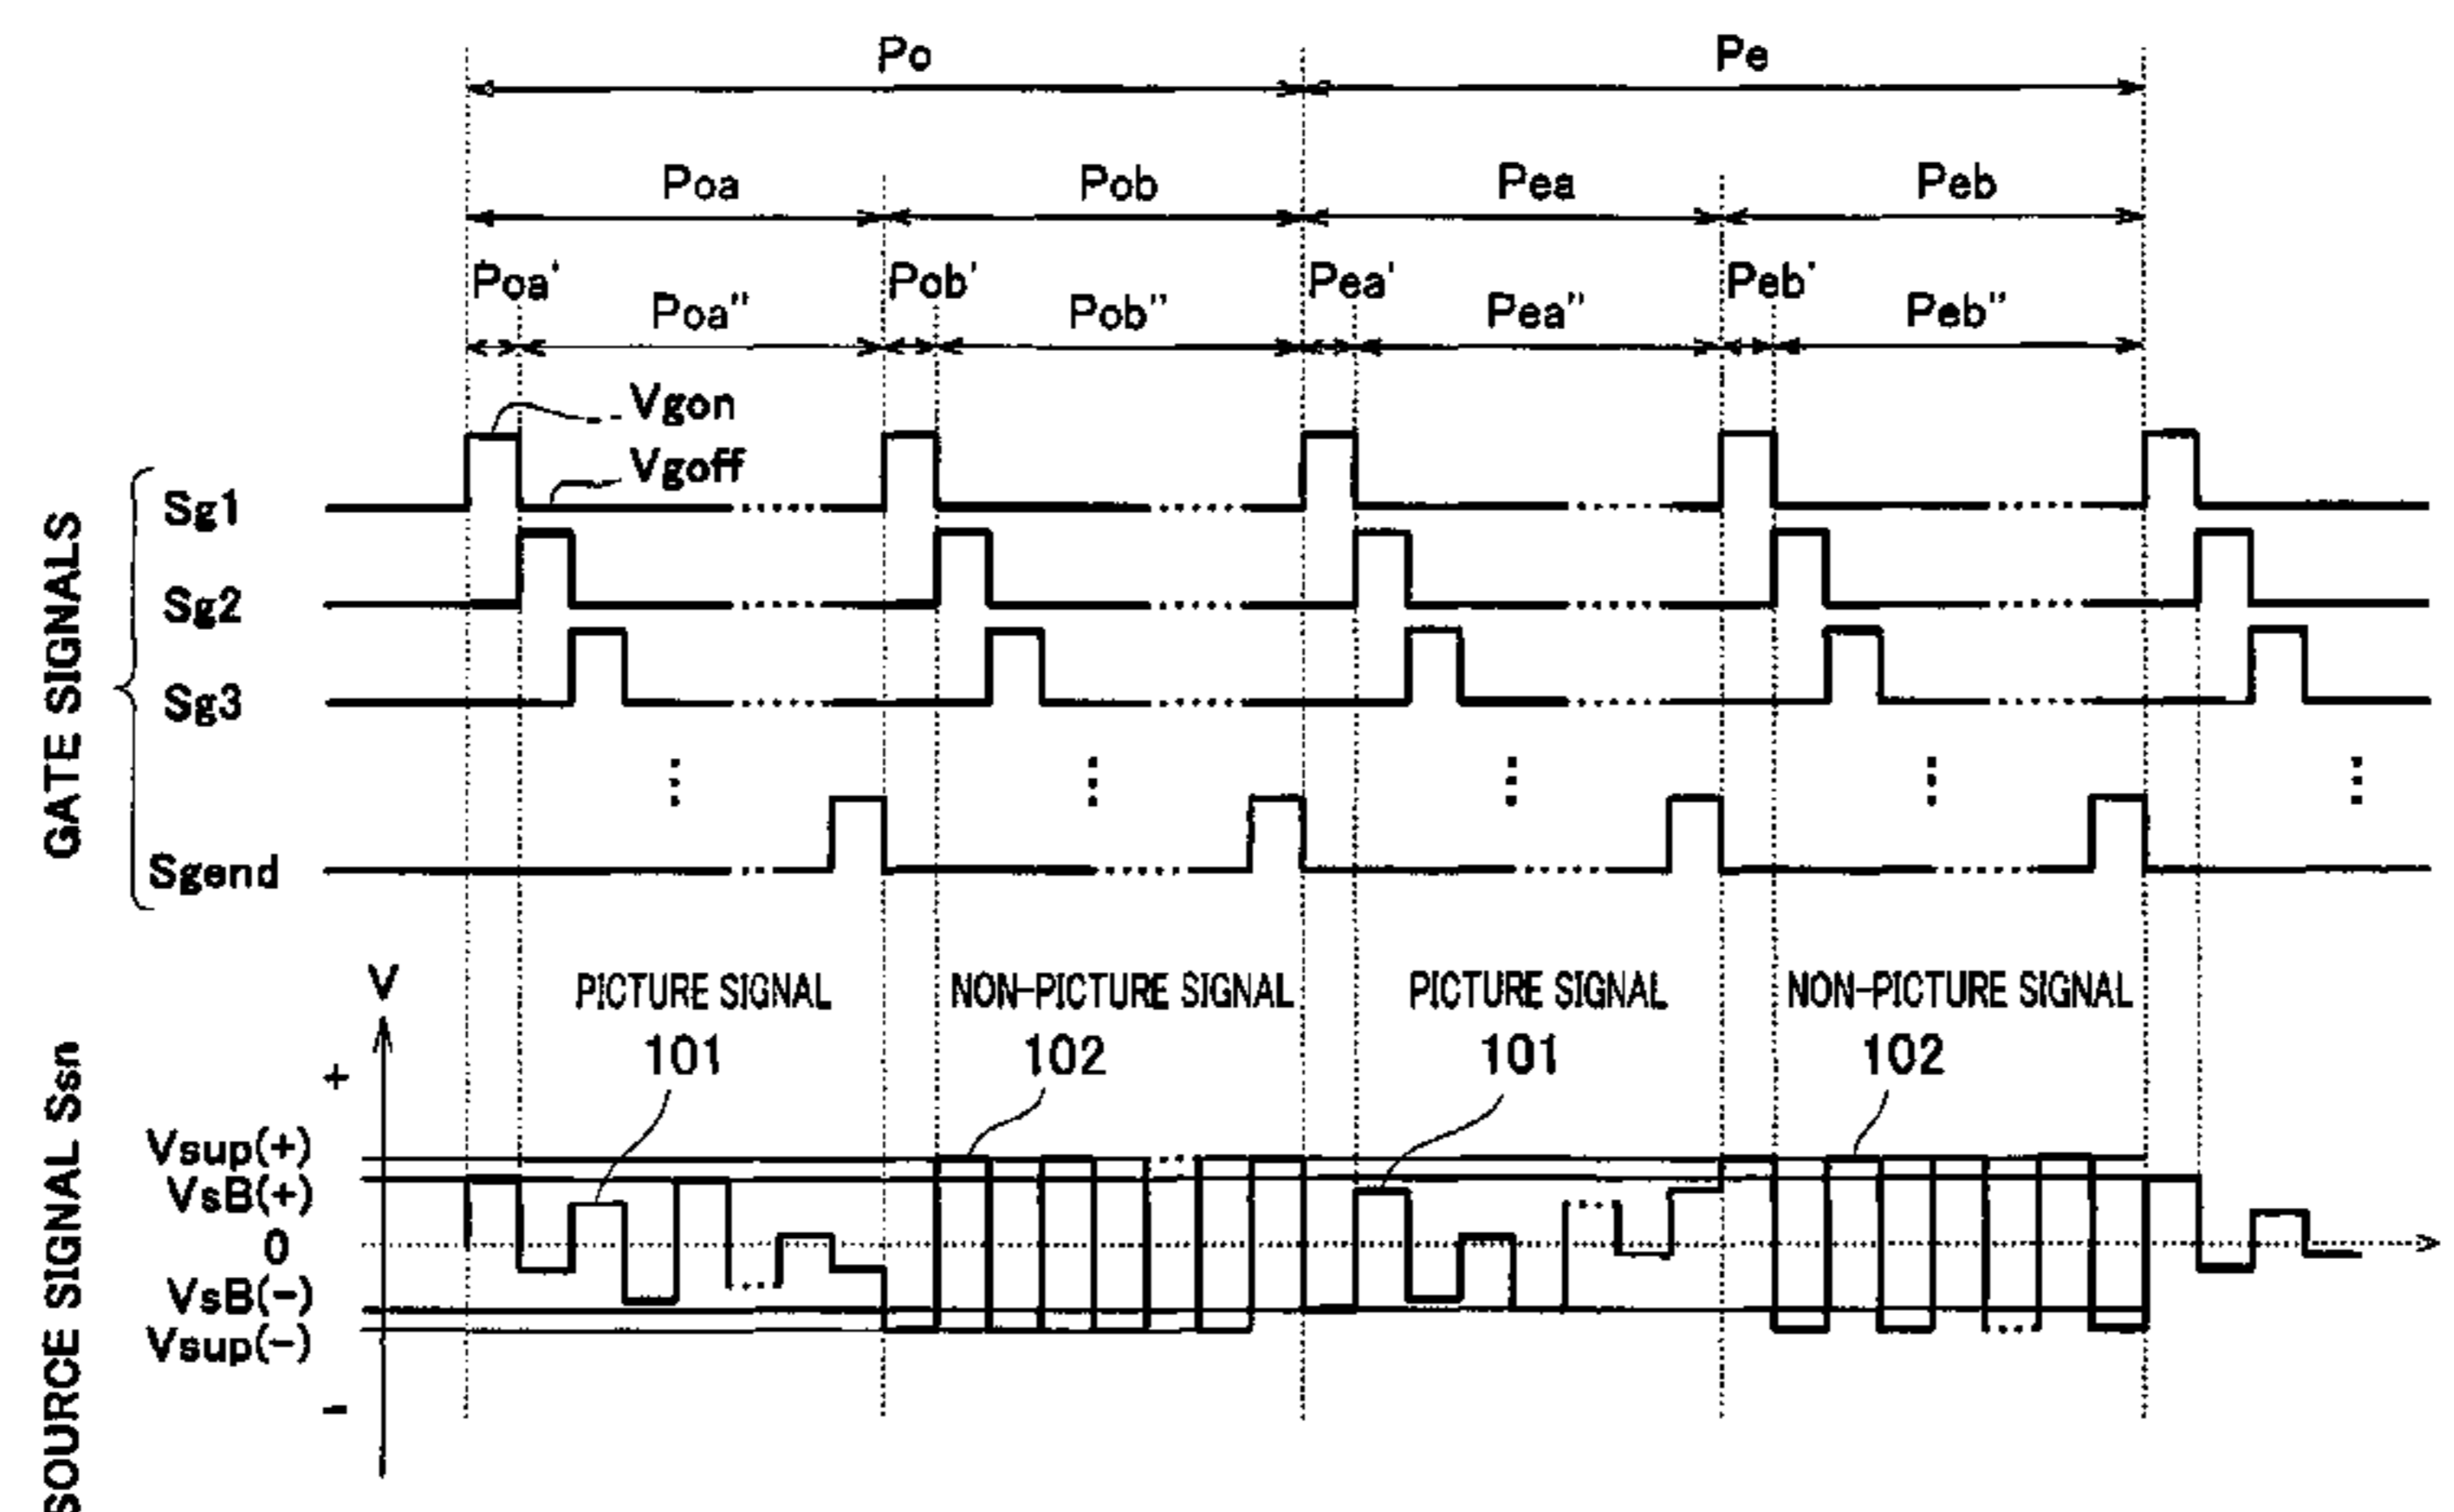 Po Pe
Poa Pob Pea Peb
Poa' Pob' Pea' Peb'
Poa" Pob" Pea" Peb"
Vgon
Vgoff
GATE SIGNALS
Sg1
Sg2
Sg3
Sgend
V
PICTURE SIGNAL NON-PICTURE SIGNAL PICTURE SIGNAL NON-PICTURE SIGNAL
101 102 101 102
SOURCE SIGNAL Ssn
+
Vsup(+)
VsB(+)
0
VsB(-)
Vsup(-)
-